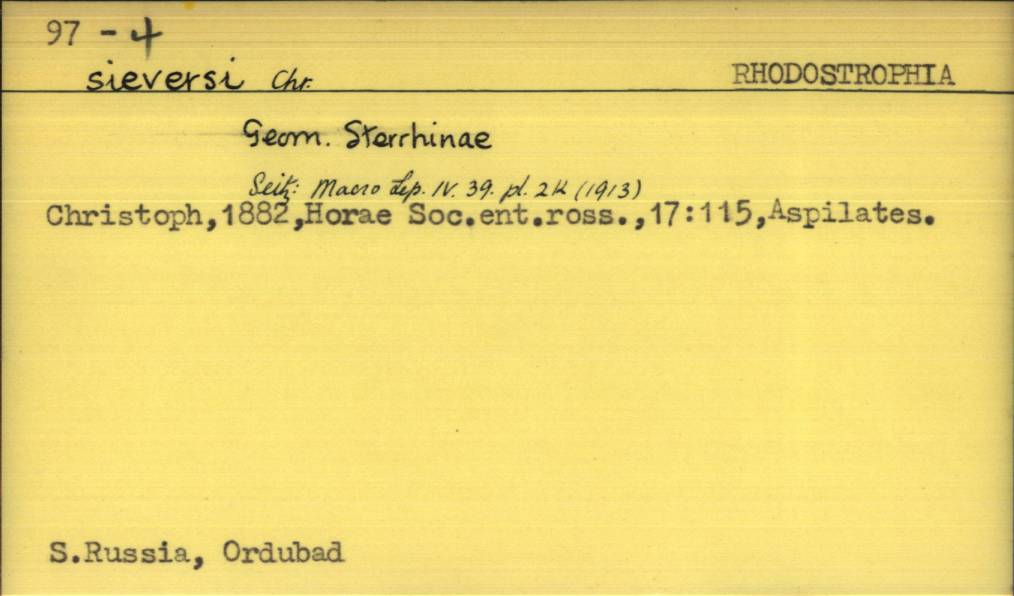 97 - 4
sieversi Chr. RHODOSTROPHIA
Geom. Sterrhinae
Seitz: Macro Lep. IV. 39. pl. 2k (1913)
Christoph,1882,Horae Soc.ent.ross.,17:115,Aspilates.
S.Russia, Ordubad